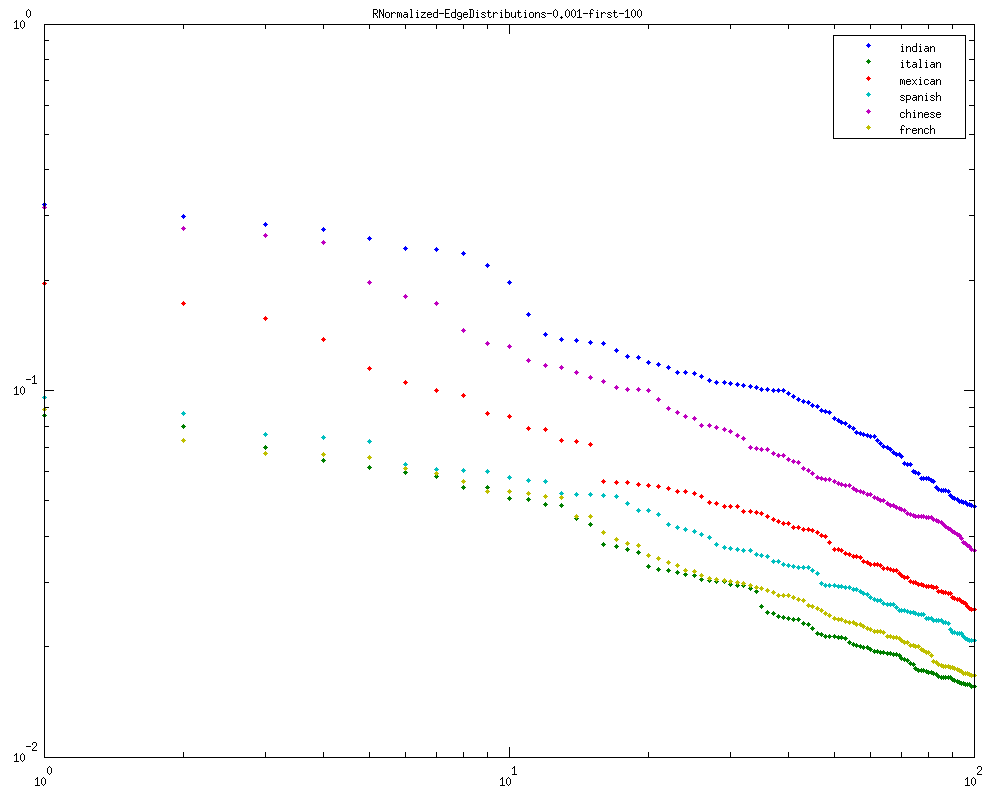 RNormalized-EdgeDistributions-0.001-first-100
10^0
indian
italian
mexican
spanish
chinese
french
10^-1
10^-2
10^0 10^1 10^2